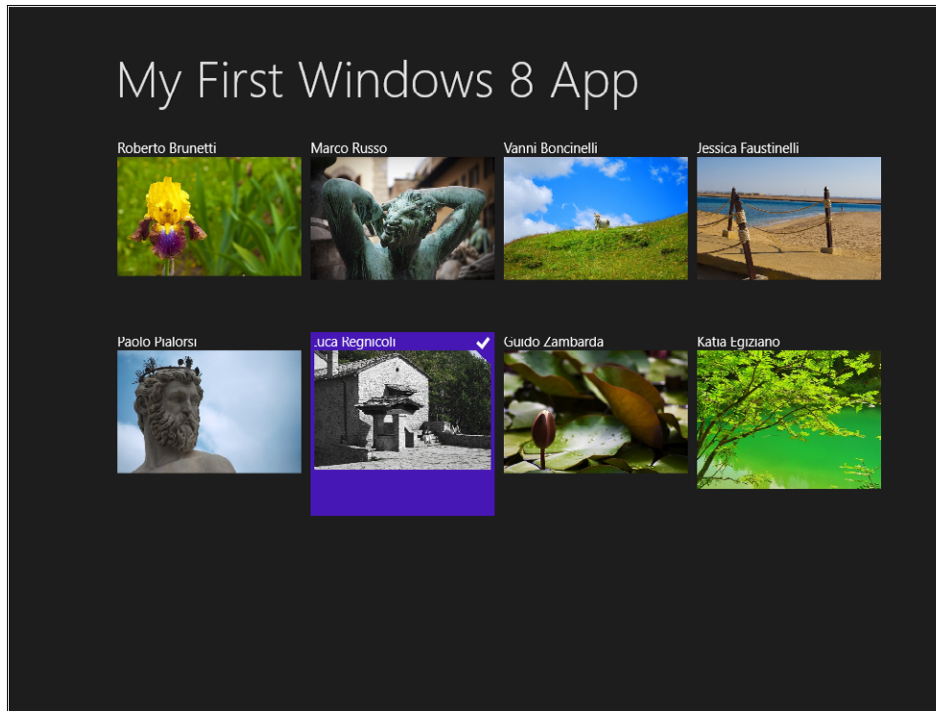 My First Windows 8 App
Roberto Brunetti
Marco Russo
Vanni Boncinelli
Jessica Faustinelli
Paolo Pialorsi
Luca Regnicoli
Guido Zambarda
Katia Egiziano